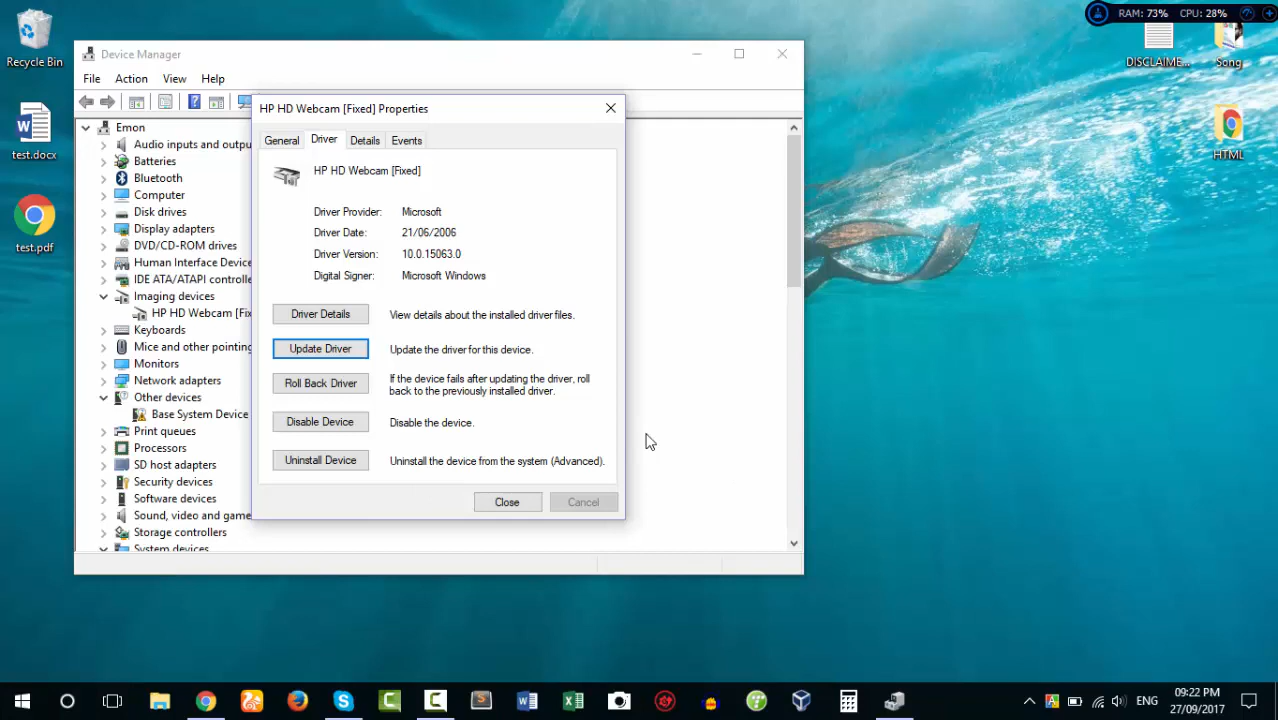 RAM: 73% CPU: 28%
Recycle Bin
test.docx
test.pdf
DISCLAIME...
Song
HTML
Device Manager
File Action View Help
Emon
Audio inputs and outpu
Batteries
Bluetooth
Computer
Disk drives
Display adapters
DVD/CD-ROM drives
Human Interface Device
IDE ATA/ATAPI controlle
Imaging devices
HP HD Webcam [Fix
Keyboards
Mice and other pointing
Monitors
Network adapters
Other devices
Base System Device
Print queues
Processors
SD host adapters
Security devices
Software devices
Sound, video and game
Storage controllers
System devices
HP HD Webcam [Fixed] Properties
General Driver Details Events
HP HD Webcam [Fixed]
Driver Provider: Microsoft
Driver Date: 21/06/2006
Driver Version: 10.0.15063.0
Digital Signer: Microsoft Windows
Driver Details View details about the installed driver files.
Update Driver Update the driver for this device.
Roll Back Driver If the device fails after updating the driver, roll
back to the previously installed driver.
Disable Device Disable the device.
Uninstall Device Uninstall the device from the system (Advanced).
Close Cancel
ENG
09:22 PM
27/09/2017